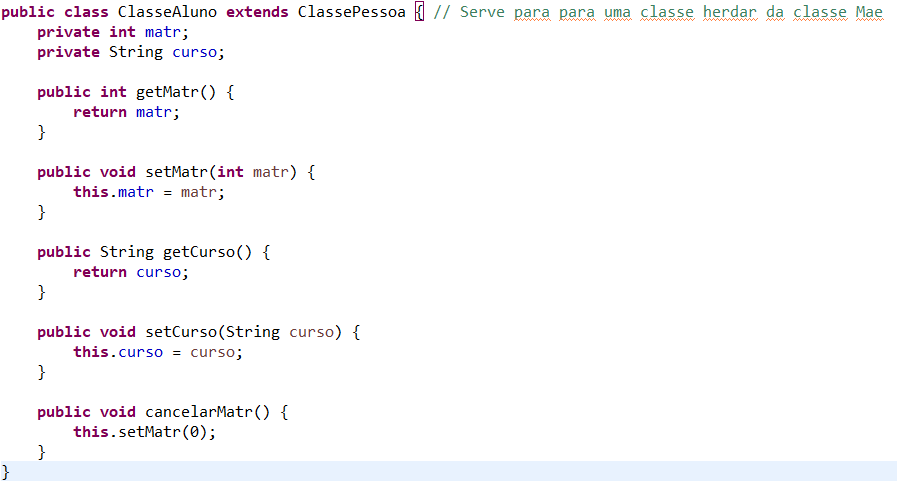 public class ClasseAluno extends ClassePessoa { // Serve para para uma classe herdar da classe Mae
    private int matr;
    private String curso;

    public int getMatr() {
        return matr;
    }

    public void setMatr(int matr) {
        this.matr = matr;
    }

    public String getCurso() {
        return curso;
    }

    public void setCurso(String curso) {
        this.curso = curso;
    }

    public void cancelarMatr() {
        this.setMatr(0);
    }
}